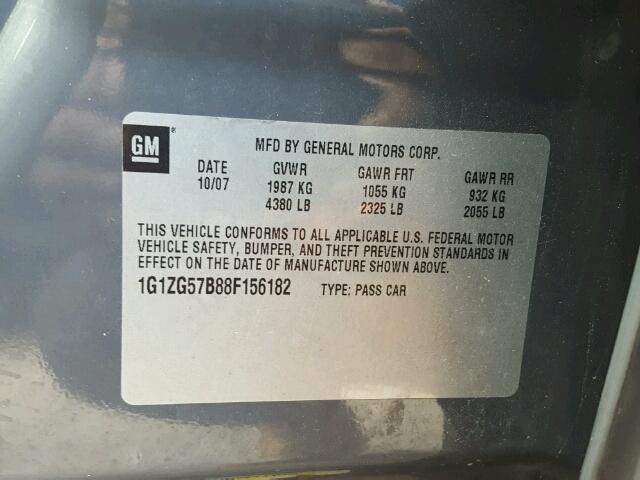 GM ®
MFD BY GENERAL MOTORS CORP.
DATE GVWR GAWR FRT GAWR RR
10/07 1987 KG 1055 KG 932 KG
4380 LB 2325 LB 2055 LB
THIS VEHICLE CONFORMS TO ALL APPLICABLE U.S. FEDERAL MOTOR
VEHICLE SAFETY, BUMPER, AND THEFT PREVENTION STANDARDS IN
EFFECT ON THE DATE OF MANUFACTURE SHOWN ABOVE.
1G1ZG57B88F156182 TYPE: PASS CAR